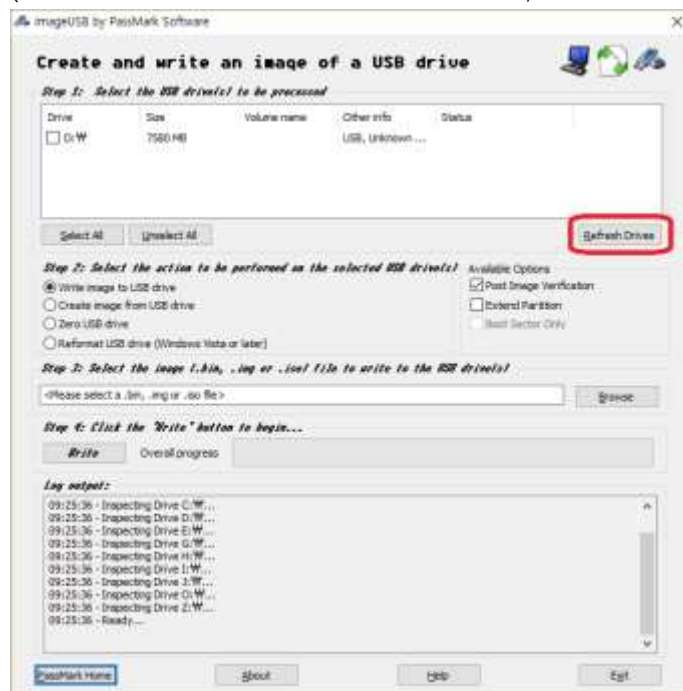 imageUSB by PassMark Software
Create and write an image of a USB drive
Step 1: Select the USB drive(s) to be processed
Drive Size Volume name Other info Status
O:₩ 7580 MB USB, Unknown ...
Select All Unselect All Refresh Drives
Step 2: Select the action to be performed on the selected USB drive(s) Available Options
Write image to USB drive Post Image Verification
Create image from USB drive Extend Partition
Zero USB drive Boot Sector Only
Reformat USB drive (Windows Vista or later)
Step 3: Select the image (.bin, .img or .iso) file to write to the USB drive(s)
<Please select a .bin, .img or .iso file> Browse
Step 4: Click the 'Write' button to begin...
Write Overall progress
Log output:
09:25:36 - Inspecting Drive C:₩...
09:25:36 - Inspecting Drive D:₩...
09:25:36 - Inspecting Drive E:₩...
09:25:36 - Inspecting Drive G:₩...
09:25:36 - Inspecting Drive H:₩...
09:25:36 - Inspecting Drive I:₩...
09:25:36 - Inspecting Drive J:₩...
09:25:36 - Inspecting Drive O:₩...
09:25:36 - Inspecting Drive Z:₩...
09:25:36 - Ready...
PassMark Home About Help Exit